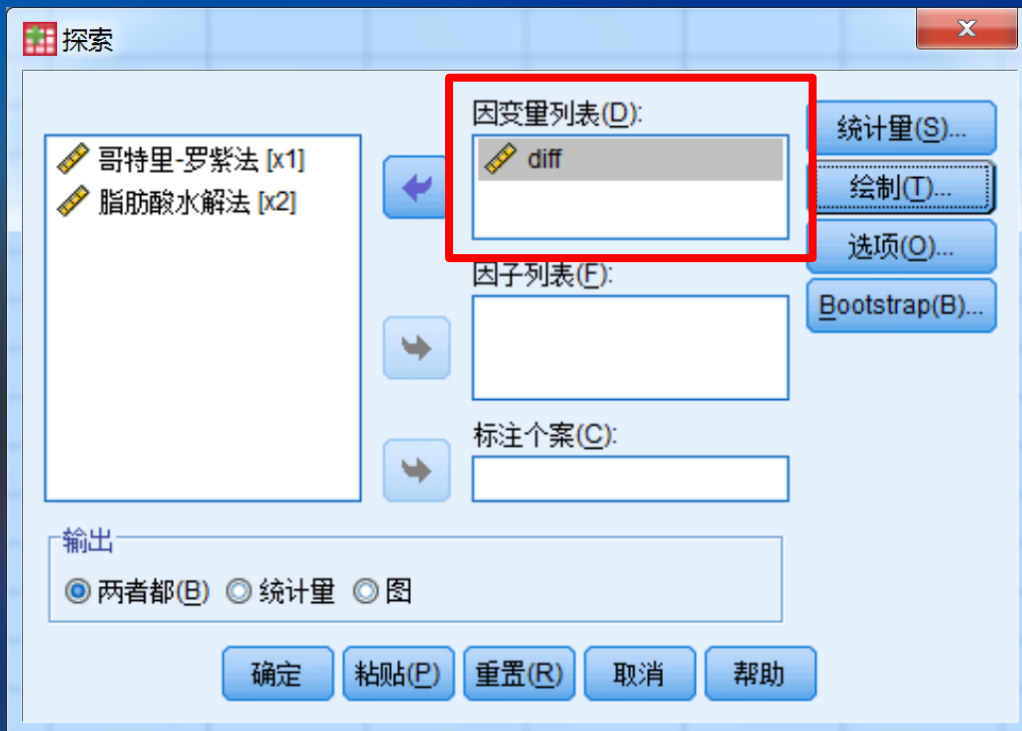 探索
X
因变量列表(D):
哥特里-罗紫法 [x1]
脂肪酸水解法 [x2]
diff
统计量(S)...
绘制(T)...
选项(O)...
Bootstrap(B)...
因子列表(F):
标注个案(C):
输出
两者都(B) 统计量 图
确定 粘贴(P) 重置(R) 取消 帮助